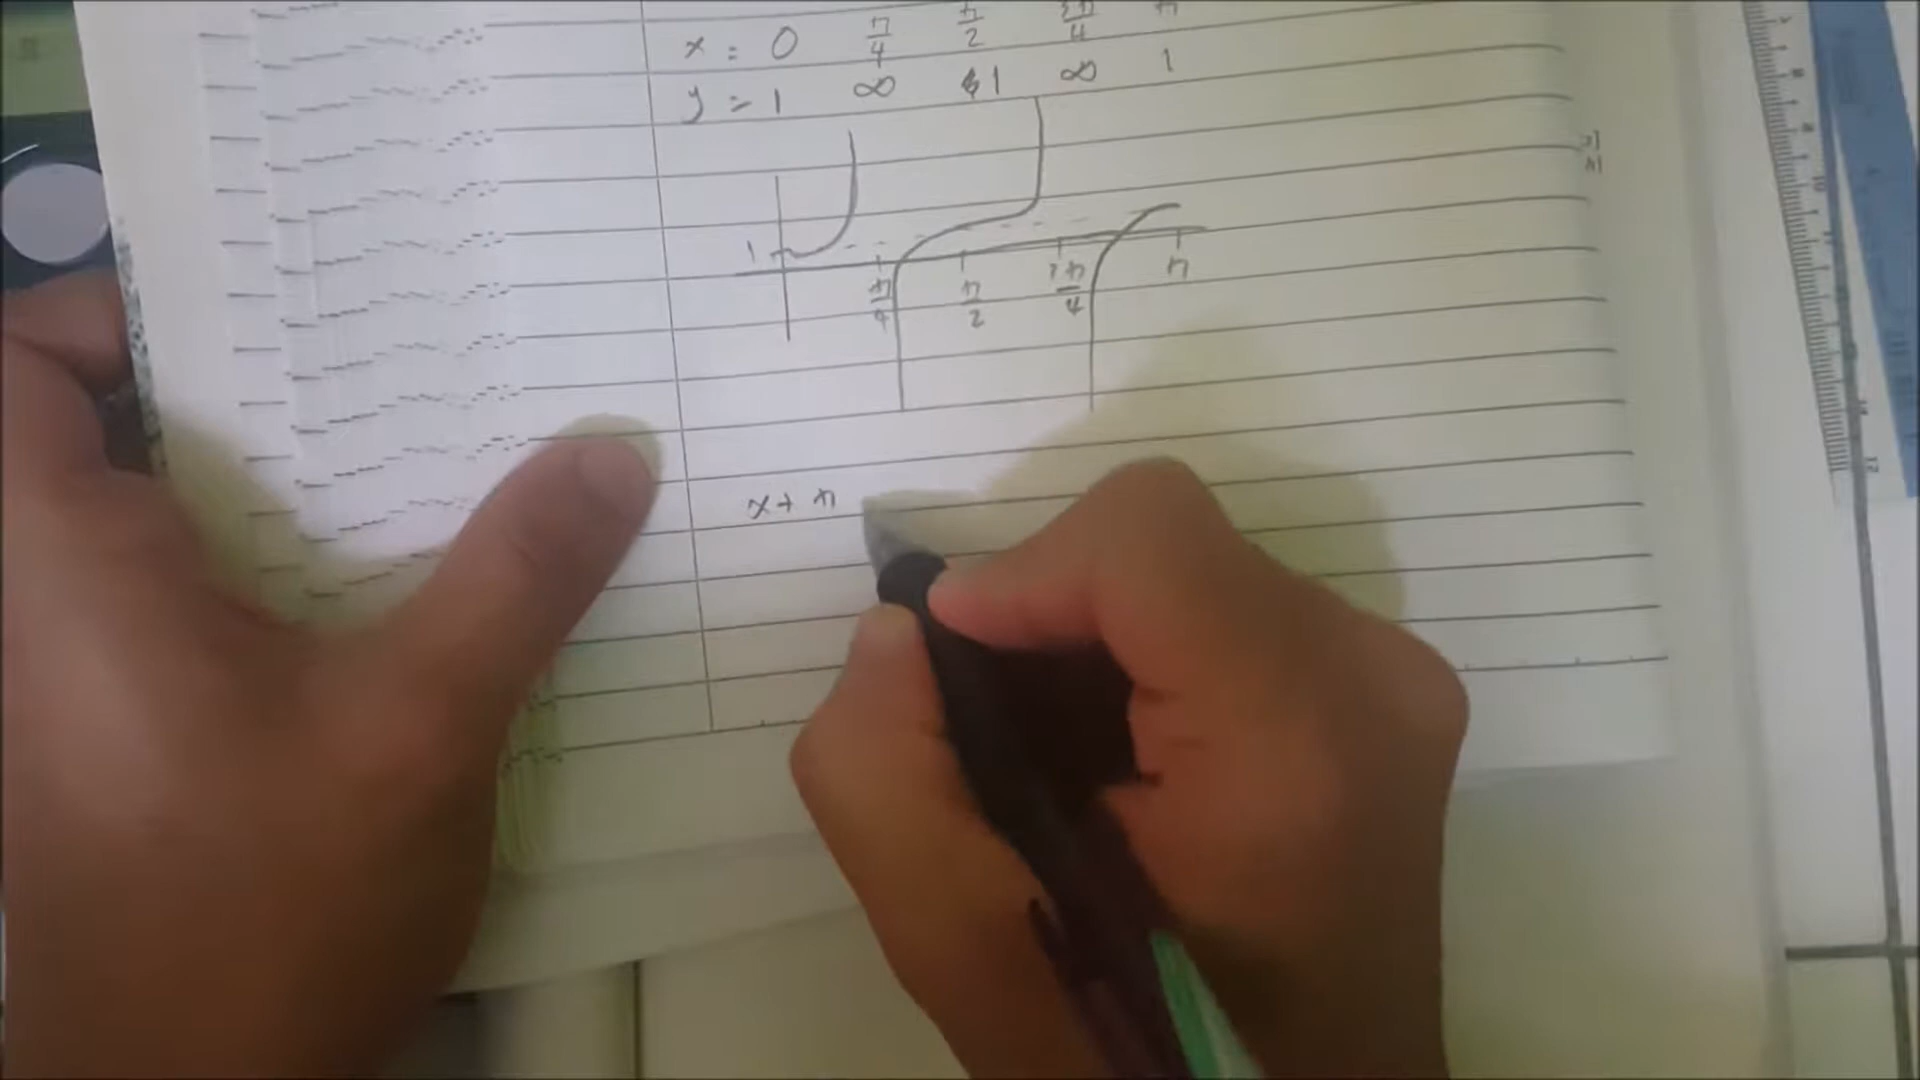 x = 0 π/4 π/2 3π/4 π
y = 1 ∞ 1 ∞ 1
1
π/4 π/2 3π/4 π
x + π